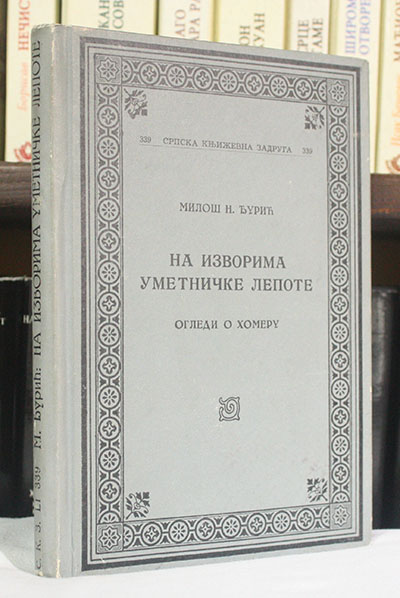 339 СРПСКА КЊИЖЕВНА ЗАДРУГА 339
МИЛОШ Н. ЂУРИЋ
НА ИЗВОРИМА
УМЕТНИЧКЕ ЛЕПОТЕ
ОГЛЕДИ О ХОМЕРУ
С. К. З. LI 339 М. ЂУРИЋ: НА ИЗВОРИМА УМЕТНИЧКЕ ЛЕПОТЕ